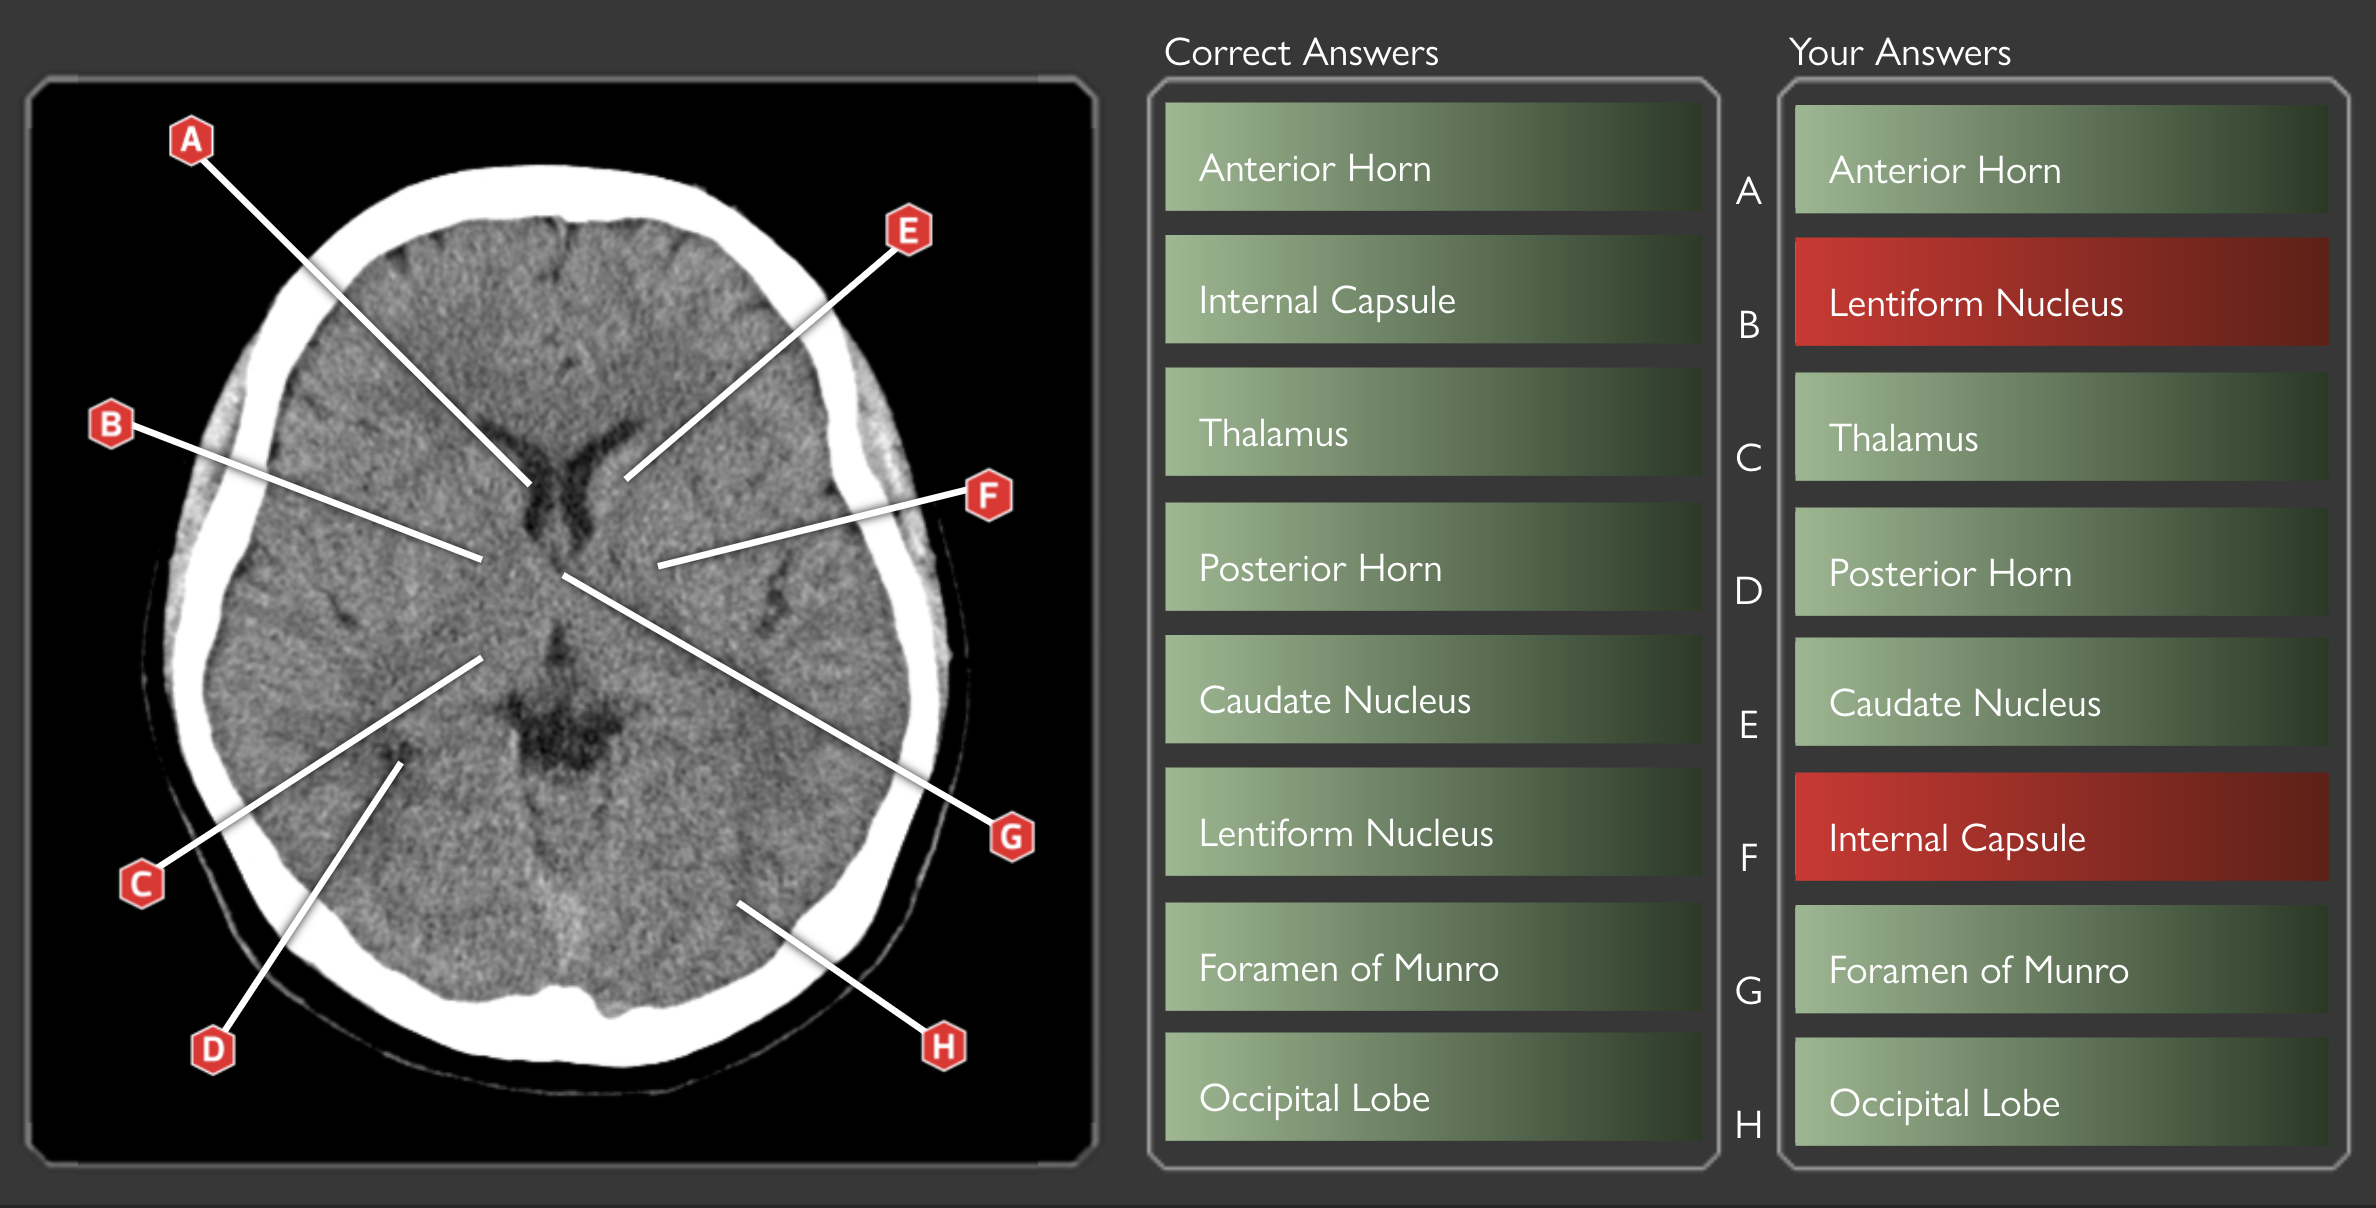 Correct Answers
Your Answers
A
E
B
F
C
G
D
H
Anterior Horn
A
Anterior Horn
Internal Capsule
B
Lentiform Nucleus
Thalamus
C
Thalamus
Posterior Horn
D
Posterior Horn
Caudate Nucleus
E
Caudate Nucleus
Lentiform Nucleus
F
Internal Capsule
Foramen of Munro
G
Foramen of Munro
Occipital Lobe
H
Occipital Lobe